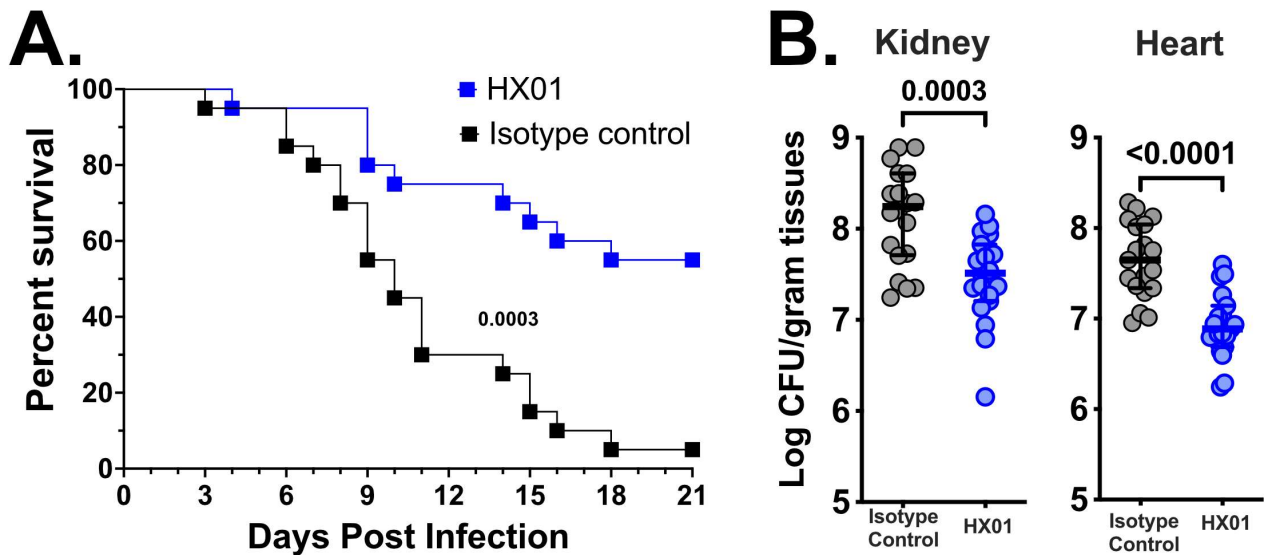 A.
HX01
Isotype control
Percent survival
100
80
60
40
20
0
0.0003
0 3 6 9 12 15 18 21
Days Post Infection
B.
Kidney
0.0003
Log CFU/gram tissues
9
8
7
6
5
Isotype
Control
HX01
Heart
<0.0001
9
8
7
6
5
Isotype
Control
HX01